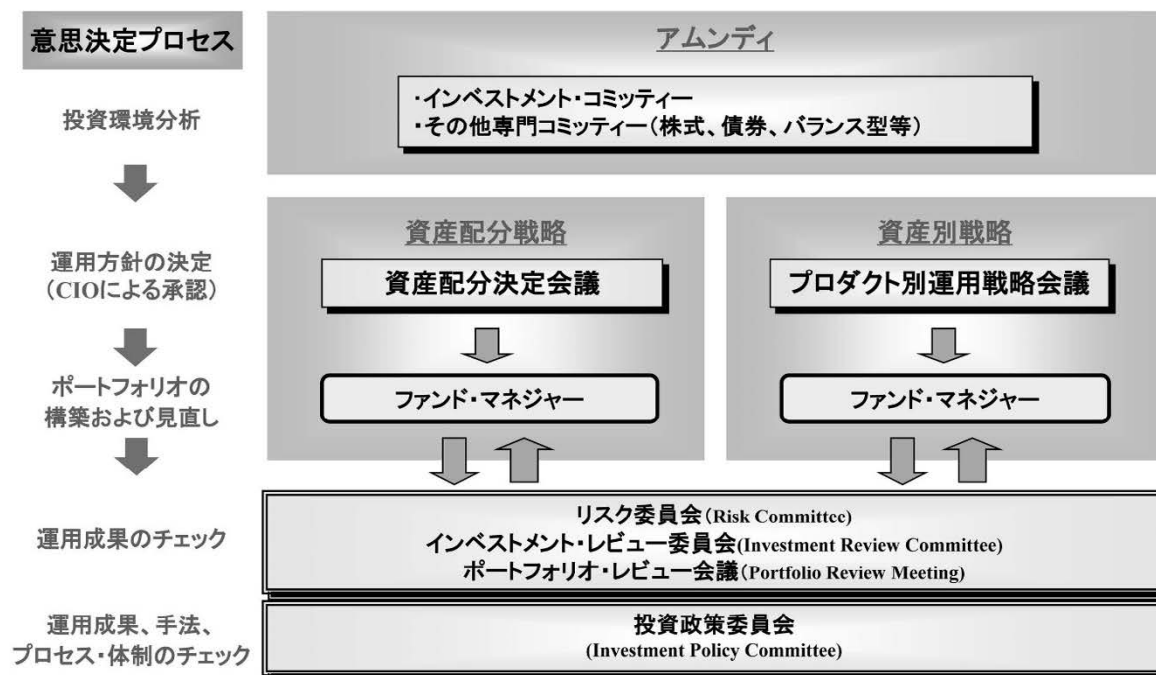 意思決定プロセス
アムンディ
投資環境分析
・インベストメント・コミッティー
・その他専門コミッティー(株式、債券、バランス型等)
資産配分戦略
資産別戦略
運用方針の決定
(CIOによる承認)
資産配分決定会議
プロダクト別運用戦略会議
ポートフォリオの
構築および見直し
ファンド・マネジャー
ファンド・マネジャー
運用成果のチェック
リスク委員会(Risk Committee)
インベストメント・レビュー委員会(Investment Review Committee)
ポートフォリオ・レビュー会議(Portfolio Review Meeting)
運用成果、手法、
プロセス・体制のチェック
投資政策委員会
(Investment Policy Committee)